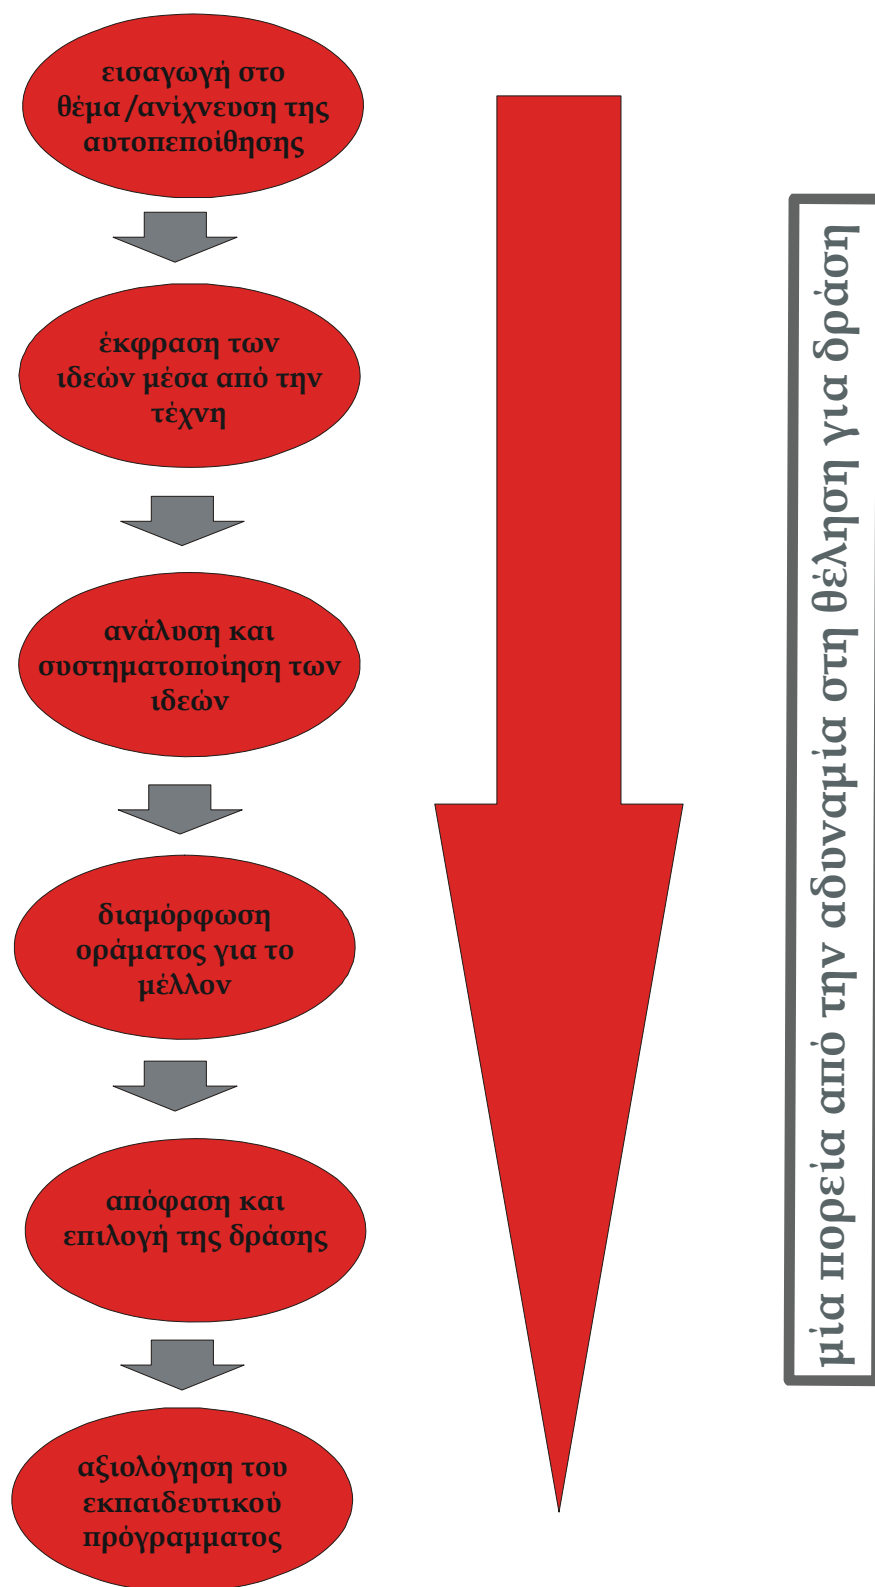 εισαγωγή στο
θέμα/ανίχνευση της
αυτοπεποίθησης
έκφραση των
ιδεών μέσα από την
τέχνη
ανάλυση και
συστηματοποίηση των
ιδεών
διαμόρφωση
οράματος για το
μέλλον
απόφαση και
επιλογή της δράσης
αξιολόγηση του
εκπαιδευτικού
πρόγραμματος
μία πορεία από την αδυναμία στη θέληση για δράση